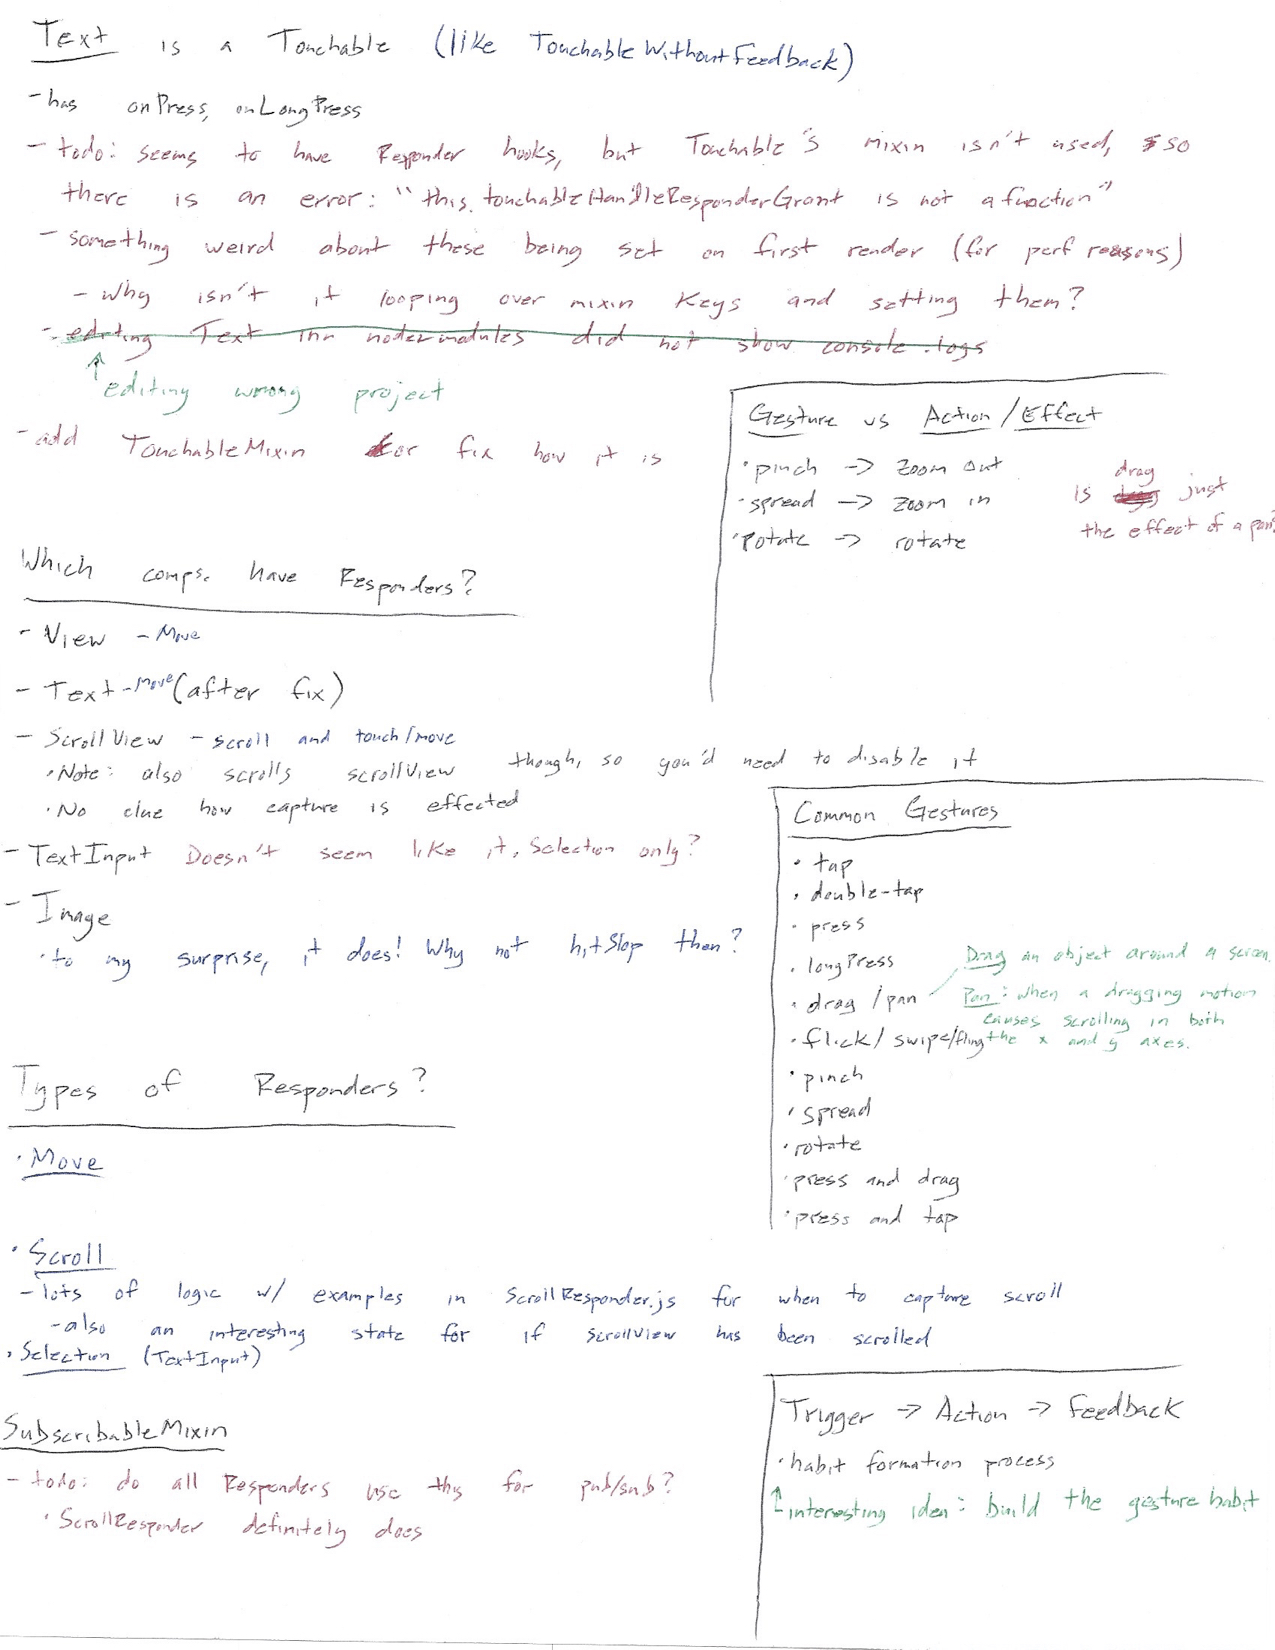 Text is a Touchable (like TouchableWithoutFeedback)
- has onPress, onLongPress
- todo: seems to have Responder hooks, but Touchable's mixin isn't used, so
there is an error: "this.touchableHandleResponderGrant is not a function"
- something weird about these being set on first render (for perf reasons)
- Why isn't it looping over mixin keys and setting them?
- editing Text in node_modules did not show console.logs
↑ editing wrong project
- add TouchableMixin or fix how it is
Gesture vs Action/Effect
• pinch -> zoom out
• spread -> zoom in
• rotate -> rotate
is drag just
the effect of a pan?
Which comps. have Responders?
- View - Move
- Text - Move (after fix)
- ScrollView - scroll and touch/move
• Note: also scrolls scrollView though, so you'd need to disable it
• No clue how capture is effected
- TextInput Doesn't seem like it, Selection only?
- Image
• to my surprise, it does! Why not hitSlop then?
Common Gestures
• tap
• double-tap
• press
• longPress
• drag/pan
Drag an object around a screen.
Pan: when a dragging motion
causes scrolling in both
the x and y axes.
• flick/swipe/fling
• pinch
• spread
• rotate
• press and drag
• press and tap
Types of Responders?
• Move
• Scroll
- lots of logic w/ examples in ScrollResponder.js for when to capture scroll
- also an interesting state for if scrollView has been scrolled
• Selection (TextInput)
SubscribableMixin
- todo: do all Responders use this for pub/sub?
• ScrollResponder definitely does
Trigger -> Action -> Feedback
• habit formation process
↑ interesting idea: build the gesture habit